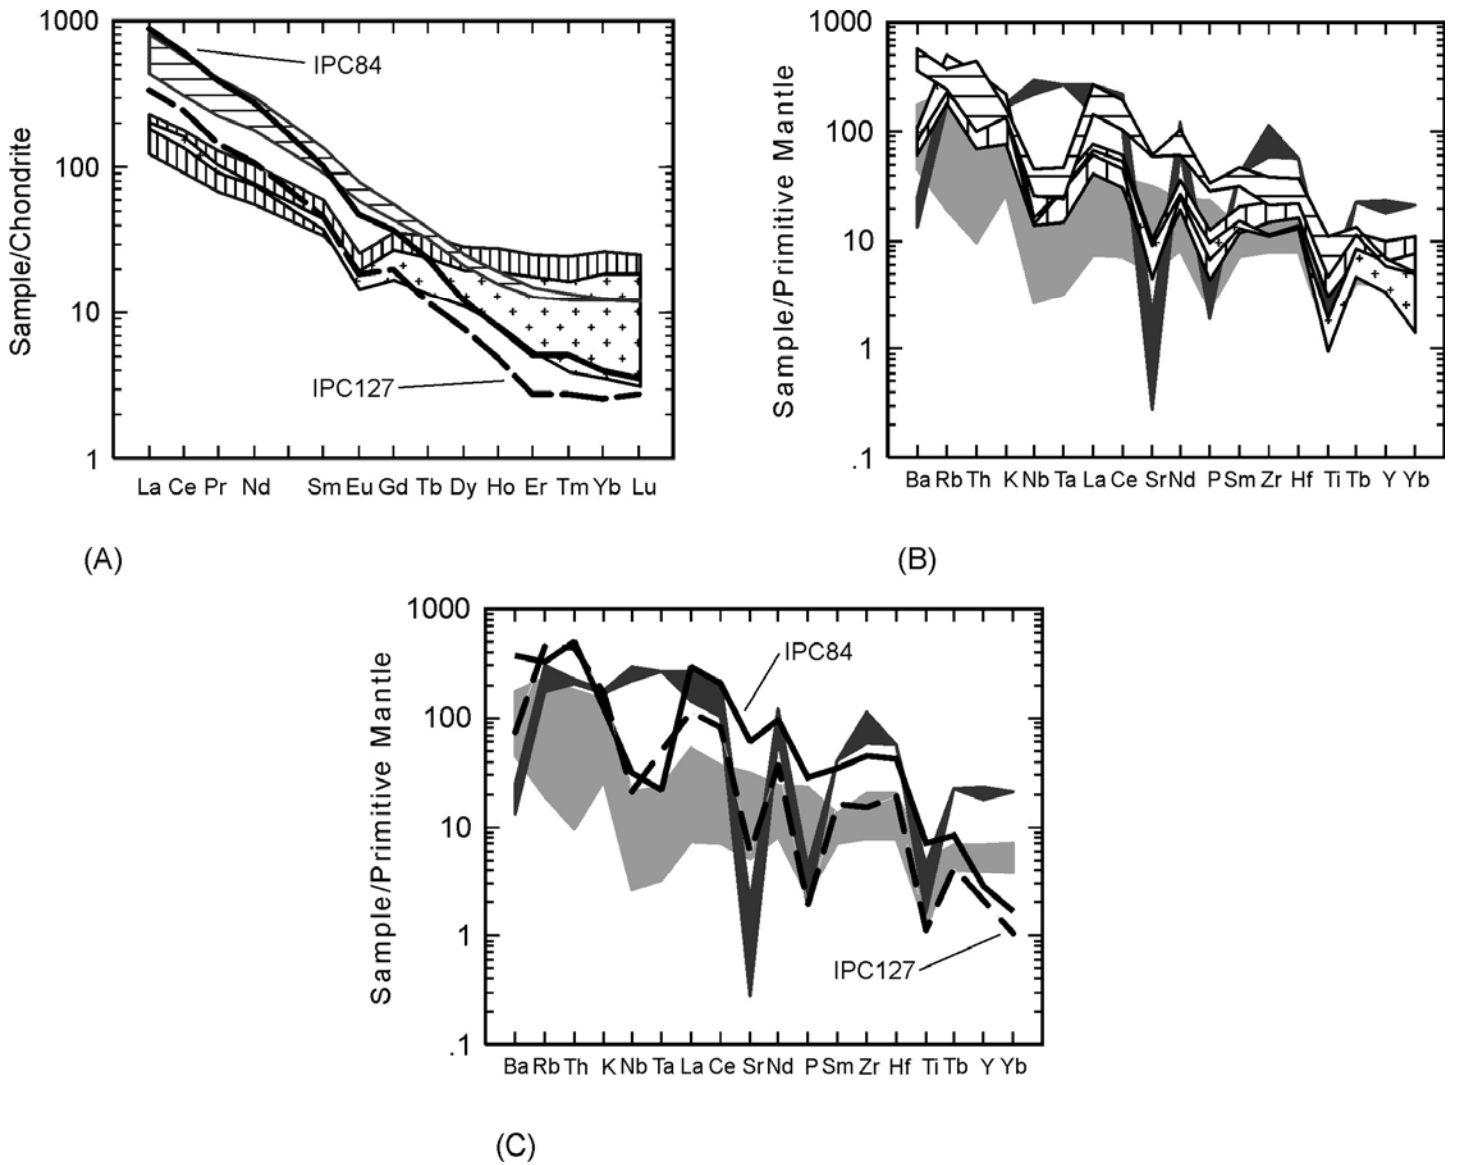 1000
100
10
1
Sample/Chondrite
IPC84
IPC127
La Ce Pr Nd Sm Eu Gd Tb Dy Ho Er Tm Yb Lu
(A)
1000
100
10
1
.1
Sample/Primitive Mantle
Ba Rb Th K Nb Ta La Ce Sr Nd P Sm Zr Hf Ti Tb Y Yb
(B)
1000
100
10
1
.1
Sample/Primitive Mantle
IPC84
IPC127
Ba Rb Th K Nb Ta La Ce Sr Nd P Sm Zr Hf Ti Tb Y Yb
(C)